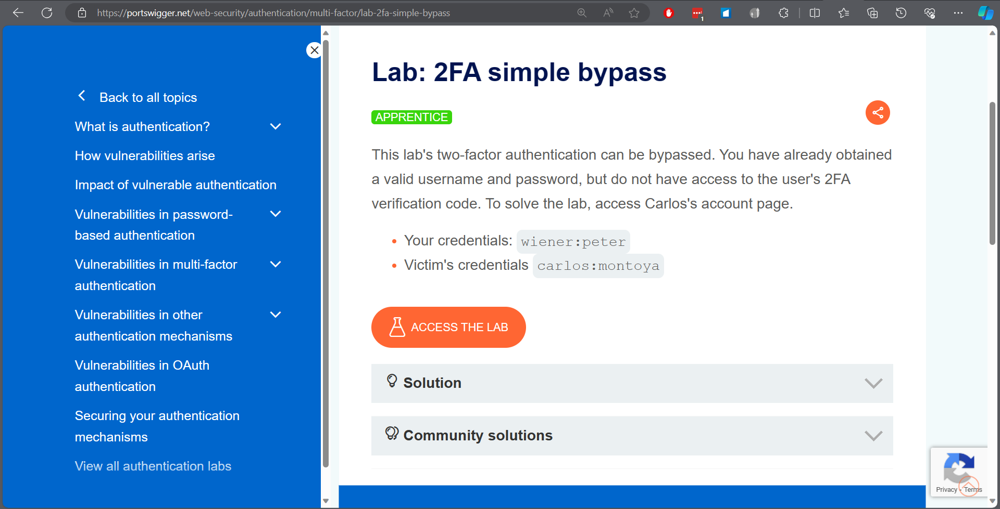 https://portswigger.net/web-security/authentication/multi-factor/lab-2fa-simple-bypass
1
Back to all topics
What is authentication?
How vulnerabilities arise
Impact of vulnerable authentication
Vulnerabilities in password-
based authentication
Vulnerabilities in multi-factor
authentication
Vulnerabilities in other
authentication mechanisms
Vulnerabilities in OAuth
authentication
Securing your authentication
mechanisms
View all authentication labs
Lab: 2FA simple bypass
APPRENTICE
This lab's two-factor authentication can be bypassed. You have already obtained
a valid username and password, but do not have access to the user's 2FA
verification code. To solve the lab, access Carlos's account page.
Your credentials: wiener:peter
Victim's credentials carlos:montoya
ACCESS THE LAB
Solution
Community solutions
Privacy - Terms